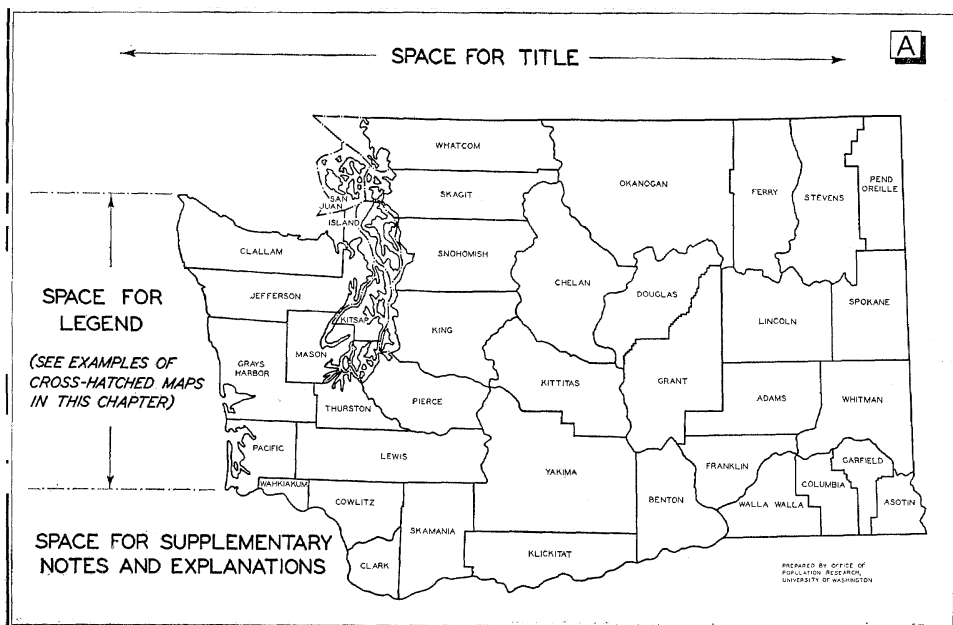 SPACE FOR TITLE
A
WHATCOM
OKANOGAN
FERRY
STEVENS
PEND
OREILLE
SAN
JUAN
SKAGIT
ISLAND
CLALLAM
SNOHOMISH
CHELAN
DOUGLAS
SPOKANE
JEFFERSON
KITSAP
KING
LINCOLN
SPACE FOR
LEGEND
(SEE EXAMPLES OF
CROSS-HATCHED MAPS
IN THIS CHAPTER)
MASON
GRAYS
HARBOR
KITTITAS
GRANT
ADAMS
WHITMAN
THURSTON
PIERCE
PACIFIC
LEWIS
YAKIMA
FRANKLIN
GARFIELD
WAHKIAKUM
COWLITZ
BENTON
WALLA WALLA
COLUMBIA
ASOTIN
SKAMANIA
KLICKITAT
CLARK
SPACE FOR SUPPLEMENTARY
NOTES AND EXPLANATIONS
PREPARED BY OFFICE OF
POPULATION RESEARCH,
UNIVERSITY OF WASHINGTON